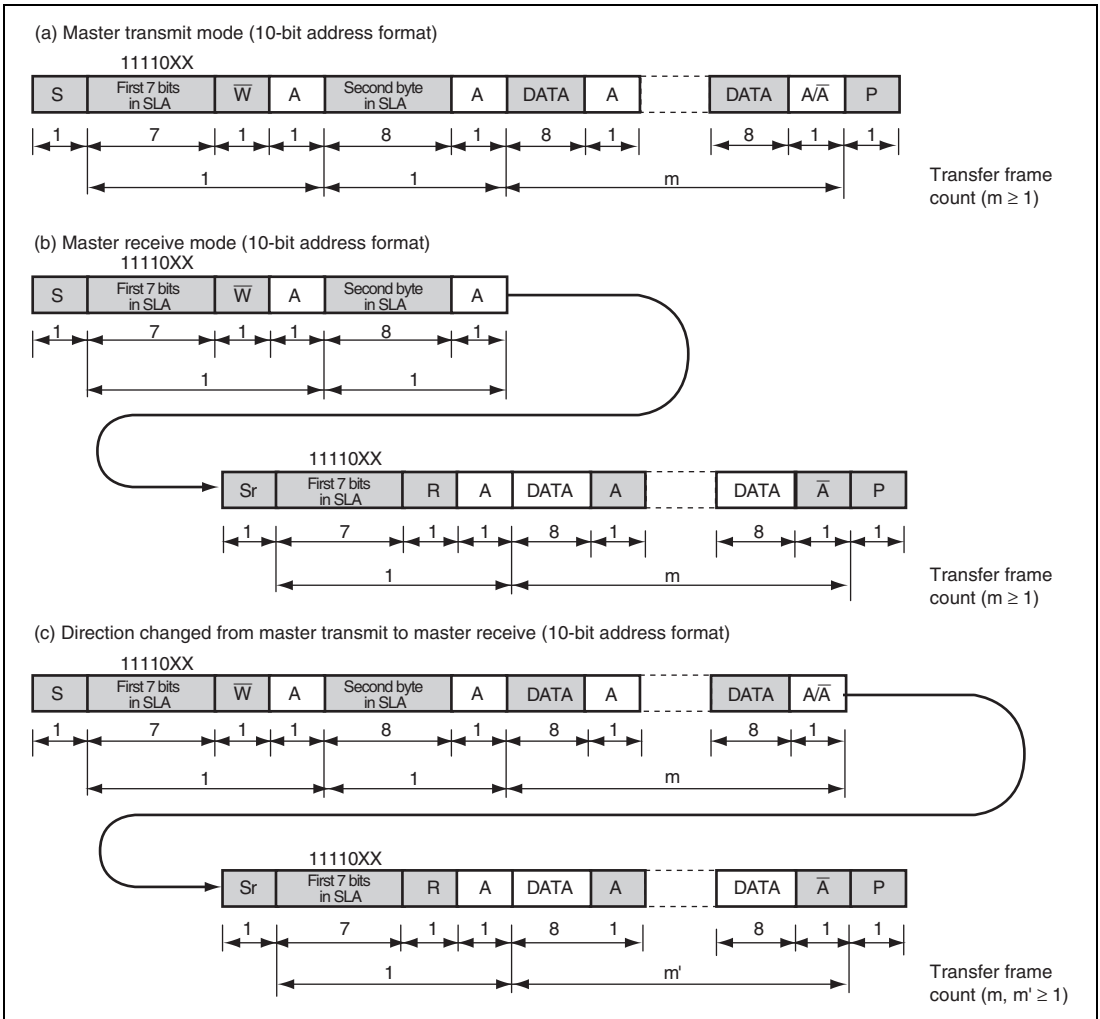 (a) Master transmit mode (10-bit address format)
11110XX
S First 7 bits in SLA W̅ A Second byte in SLA A DATA A DATA A/A̅ P
1 7 1 1 8 1 8 1 8 1 1
1 1 m
Transfer frame
count (m ≥ 1)
(b) Master receive mode (10-bit address format)
11110XX
S First 7 bits in SLA W̅ A Second byte in SLA A
1 7 1 1 8 1
1 1
11110XX
Sr First 7 bits in SLA R A DATA A DATA A̅ P
1 7 1 1 8 1 8 1 1
1 m
Transfer frame
count (m ≥ 1)
(c) Direction changed from master transmit to master receive (10-bit address format)
11110XX
S First 7 bits in SLA W̅ A Second byte in SLA A DATA A DATA A/A̅
1 7 1 1 8 1 8 1 8 1
1 1 m
11110XX
Sr First 7 bits in SLA R A DATA A DATA A̅ P
1 7 1 1 8 1 8 1 1
1 m'
Transfer frame
count (m, m' ≥ 1)